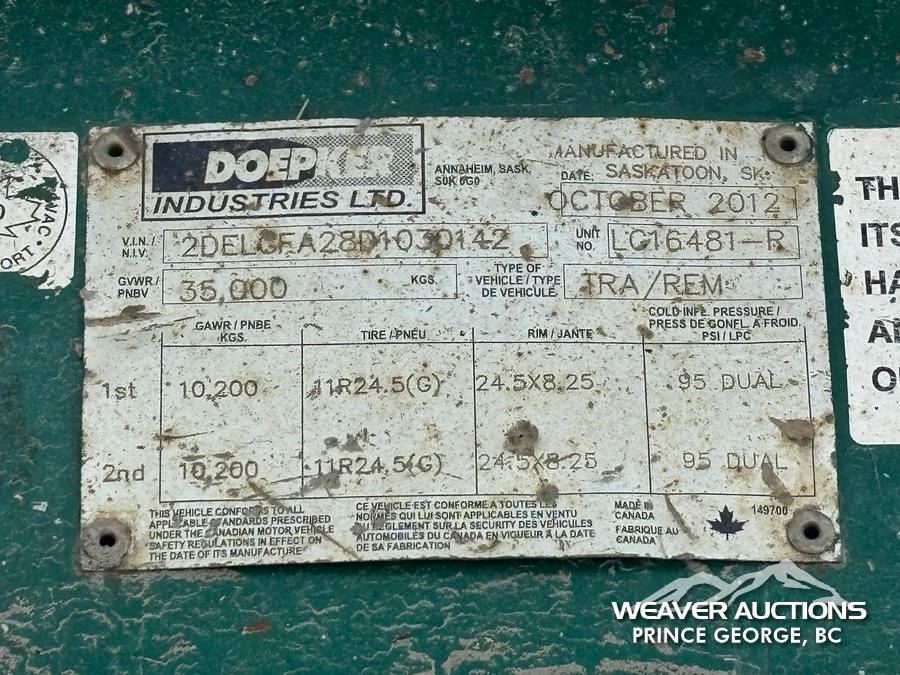 DOEPKER
INDUSTRIES LTD.
ANNAHEIM, SASK.
S0K 0G0
MANUFACTURED IN
SASKATOON, SK.
DATE:
OCTOBER 2012
V.I.N. /
N.I.V.
2DELCFA28D1030142
UNIT
NO.
LC16481-R
GVWR /
PNBV
35,000
KGS.
TYPE OF
VEHICLE / TYPE
DE VEHICULE
TRA/REM
GAWR / PNBE
KGS.
TIRE / PNEU
RIM / JANTE
COLD INFL. PRESSURE /
PRESS DE CONFL. A FROID.
PSI / LPC
1st 10,200 11R24.5(G) 24.5X8.25 95 DUAL
2nd 10,200 11R24.5(G) 24.5X8.25 95 DUAL
THIS VEHICLE CONFORMS TO ALL
APPLICABLE STANDARDS PRESCRIBED
UNDER THE CANADIAN MOTOR VEHICLE
SAFETY REGULATIONS IN EFFECT ON
THE DATE OF ITS MANUFACTURE
CE VEHICLE EST CONFORME A TOUTES LES
NORMES QUI LUI SONT APPLICABLES EN VENTU
DU REGLEMENT SUR LA SECURITY DES VEHICULES
AUTOMOBILES DU CANADA EN VIGUEUR A LA DATE
DE SA FABRICATION
MADE IN
CANADA
FABRIQUE AU
CANADA
149700
TH
ITS
HA
O
WEAVER AUCTIONS
PRINCE GEORGE, BC